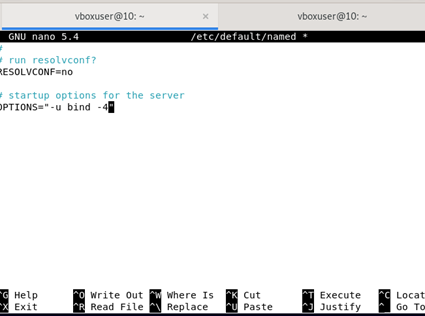 vboxuser@10: ~ × vboxuser@10: ~
GNU nano 5.4 /etc/default/named *
#
# run resolvconf?
RESOLVCONF=no
# startup options for the server
OPTIONS="-u bind -4"
^G Help ^O Write Out ^W Where Is ^K Cut ^T Execute ^C Locat
^X Exit ^R Read File ^\ Replace ^U Paste ^J Justify ^ Go To